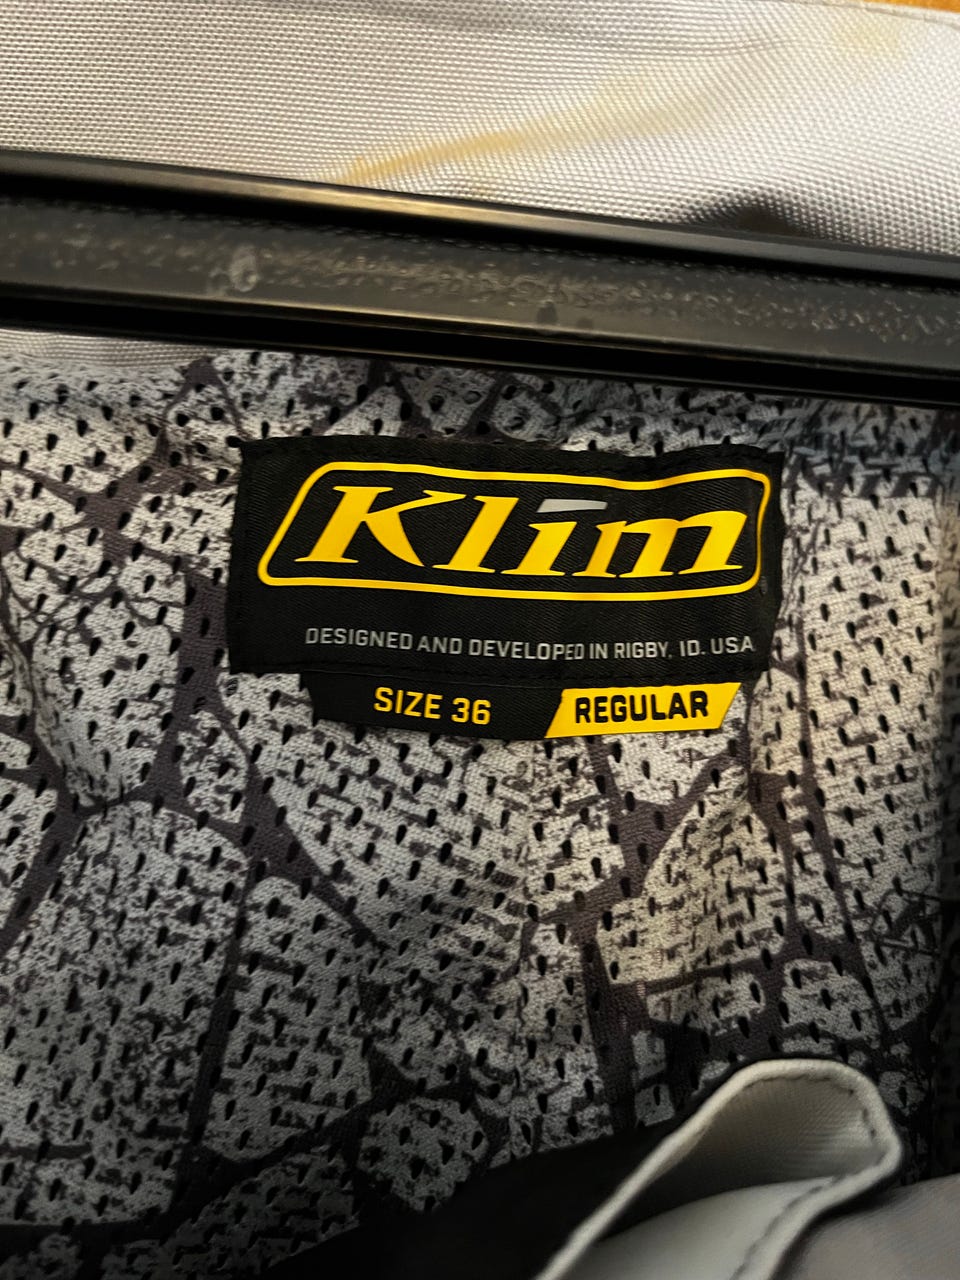 Klim
DESIGNED AND DEVELOPED IN RIGBY, ID. USA
SIZE 36 REGULAR